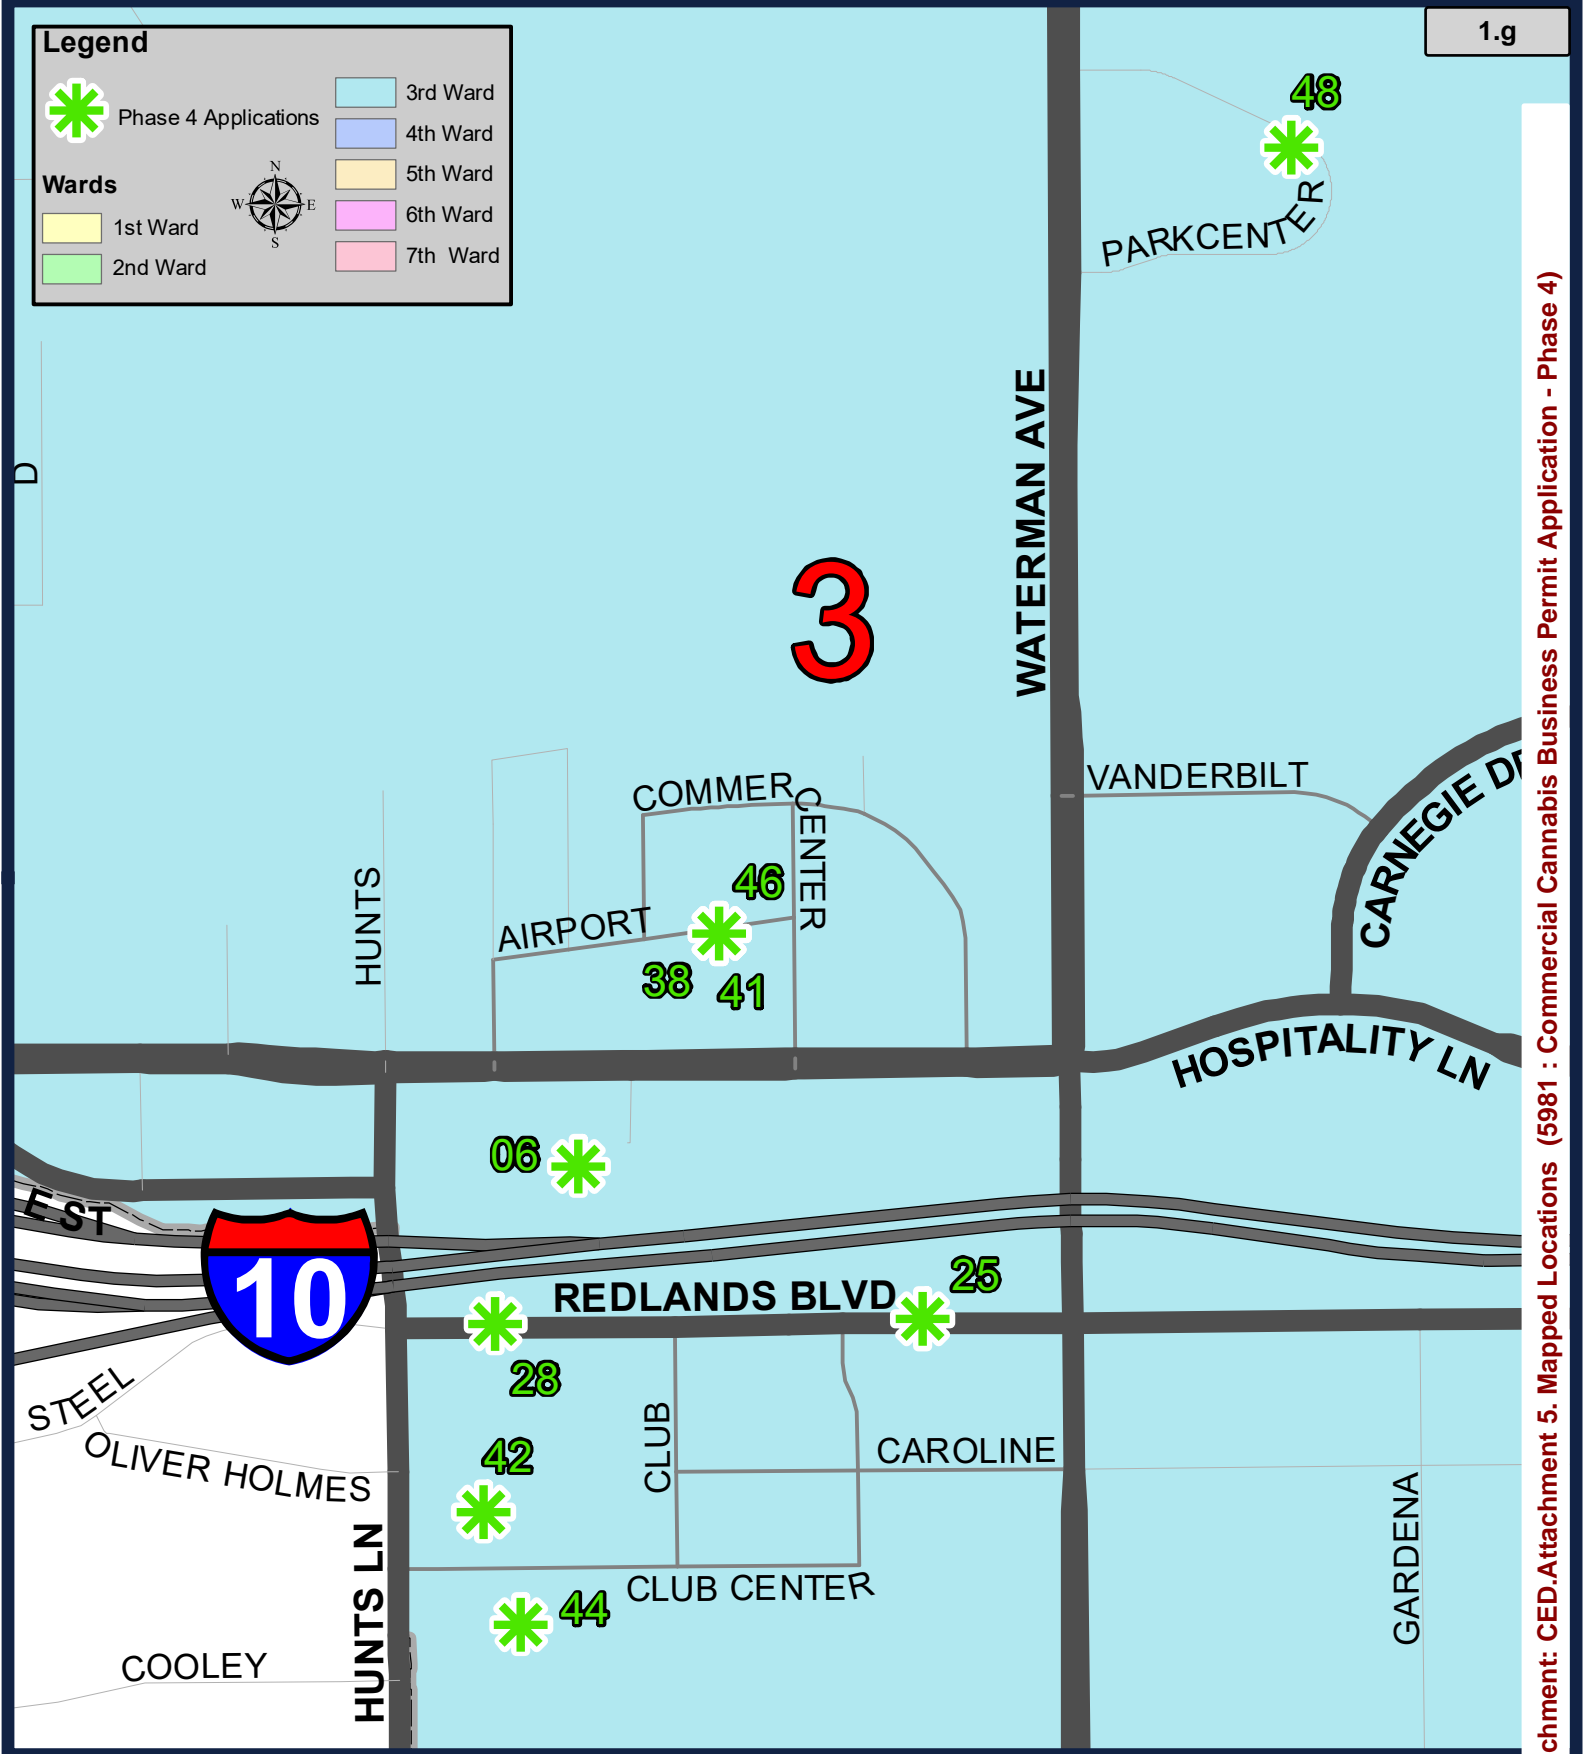 1.g
Legend
Phase 4 Applications
Wards
1st Ward
2nd Ward
3rd Ward
4th Ward
5th Ward
6th Ward
7th Ward
N
W
E
S
48
PARKCENTER
D
WATERMAN AVE
3
COMMER
CENTER
VANDERBILT
CARNEGIE DR
HUNTS
46
AIRPORT
38
41
HOSPITALITY LN
06
E ST
10
REDLANDS BLVD
25
28
STEEL
OLIVER HOLMES
42
CLUB
CAROLINE
HUNTS LN
CLUB CENTER
44
GARDENA
COOLEY
chment: CED.Attachment 5. Mapped Locations (5981 : Commercial Cannabis Business Permit Application - Phase 4)